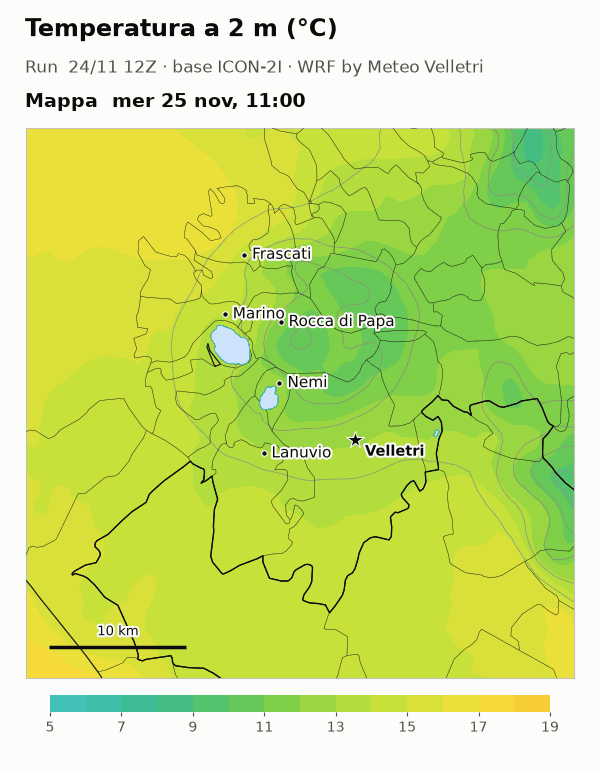 Temperatura a 2 m (°C)
Run  24/11 12Z · base ICON-2I · WRF by Meteo Velletri
Mappa  mer 25 nov, 11:00
Frascati
Marino
Rocca di Papa
Nemi
Velletri
Lanuvio
10 km
5 7 9 11 13 15 17 19